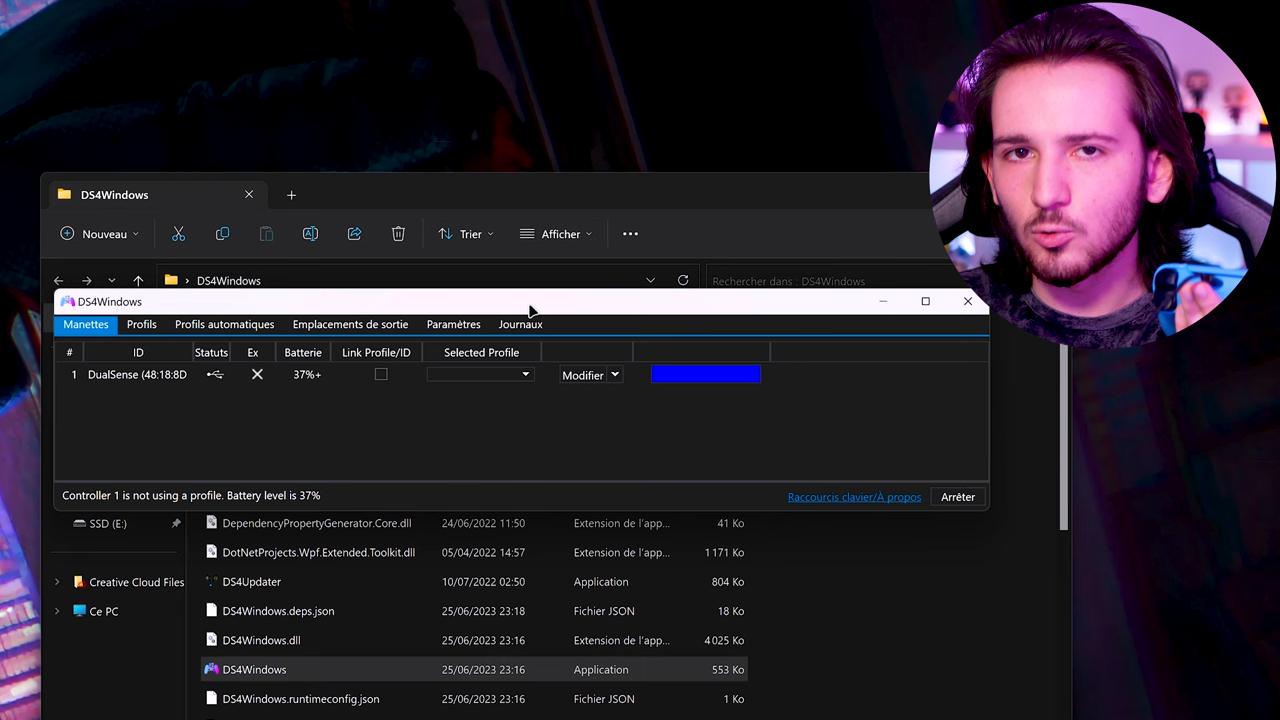 DS4Windows
Nouveau Trier Afficher
DS4Windows Rechercher dans : DS4Windows
DS4Windows
Manettes Profils Profils automatiques Emplacements de sortie Paramètres Journaux
# ID Statuts Ex Batterie Link Profile/ID Selected Profile
1 DualSense (48:18:8D 37%+ Modifier
Controller 1 is not using a profile. Battery level is 37% Raccourcis clavier/À propos Arrêter
SSD (E:) DependencyPropertyGenerator.Core.dll 24/06/2022 11:50 Extension de l'app... 41 Ko
DotNetProjects.Wpf.Extended.Toolkit.dll 05/04/2022 14:57 Extension de l'app... 1 171 Ko
Creative Cloud Files DS4Updater 10/07/2022 02:50 Application 804 Ko
Ce PC DS4Windows.deps.json 25/06/2023 23:18 Fichier JSON 18 Ko
DS4Windows.dll 25/06/2023 23:16 Extension de l'app... 4 025 Ko
DS4Windows 25/06/2023 23:16 Application 553 Ko
DS4Windows.runtimeconfig.json 25/06/2023 23:16 Fichier JSON 1 Ko